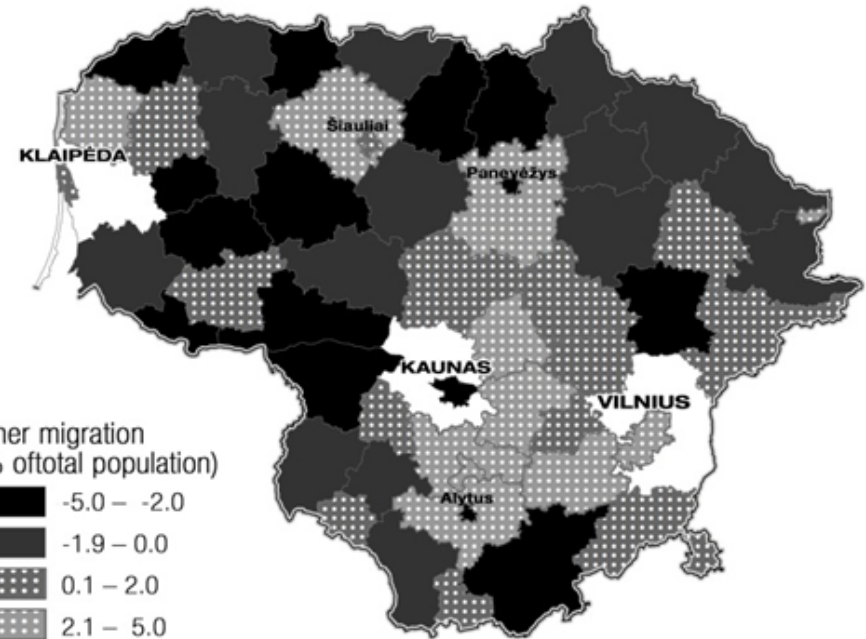 Šiauliai
KLAIPĖDA
Panevėžys
KAUNAS
VILNIUS
ner migration
oftotal population)
-5.0 – -2.0
Alytus
-1.9 – 0.0
0.1 – 2.0
2.1 – 5.0